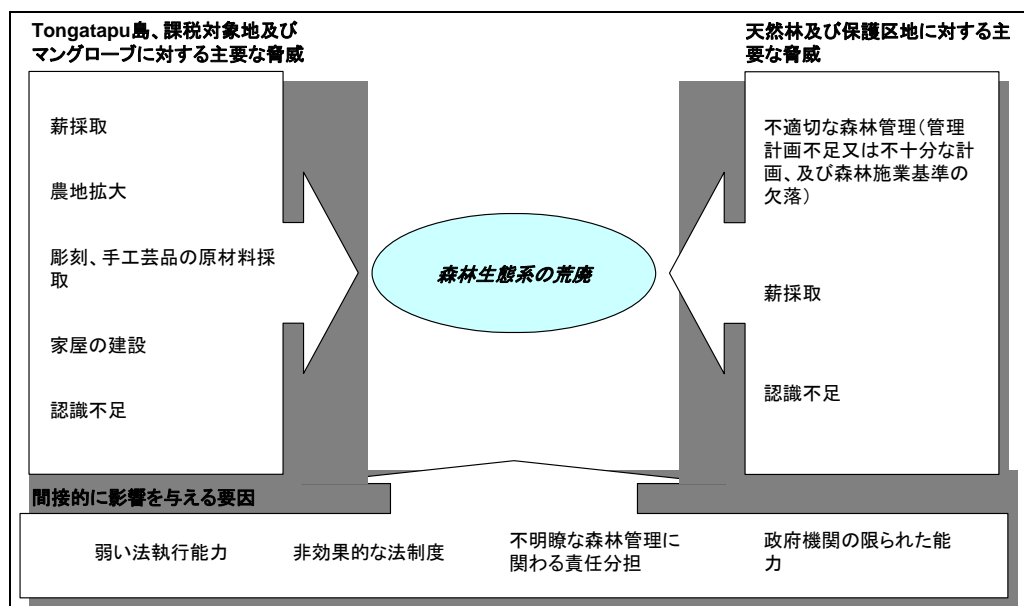 Tongatapu島、課税対象地及び
マングローブに対する主要な脅威
薪採取
農地拡大
彫刻、手工芸品の原材料採
取
家屋の建設
認識不足
森林生態系の荒廃
天然林及び保護区地に対する主
要な脅威
不適切な森林管理（管理
計画不足又は不十分な計
画、及び森林施業基準の
欠落）
薪採取
認識不足
間接的に影響を与える要因
弱い法執行能力
非効果的な法制度
不明瞭な森林管理に
関わる責任分担
政府機関の限られた能
力